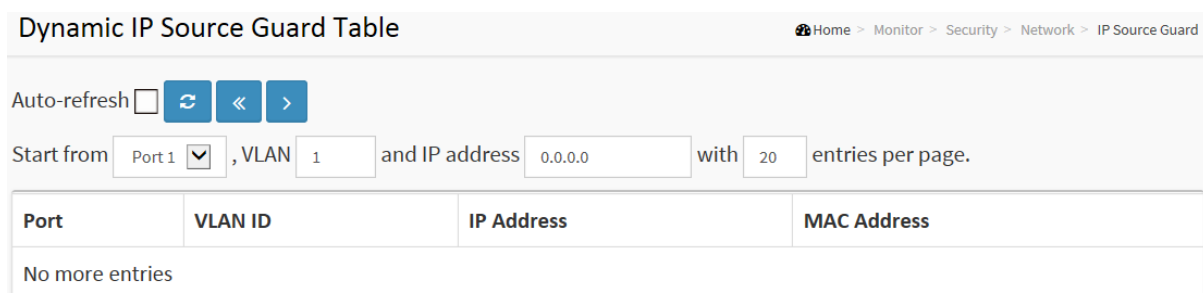 Dynamic IP Source Guard Table
Home > Monitor > Security > Network > IP Source Guard
Auto-refresh
Start from Port 1 , VLAN 1 and IP address 0.0.0.0 with 20 entries per page.
Port VLAN ID IP Address MAC Address
No more entries